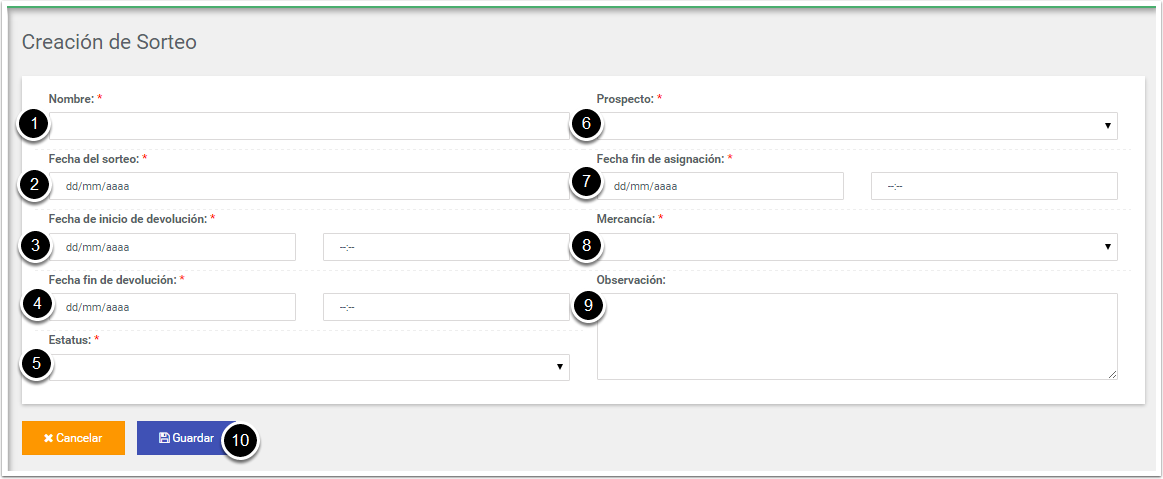 Creación de Sorteo
Nombre: *
1
Fecha del sorteo: *
2 dd/mm/aaaa
Fecha de inicio de devolución: *
3 dd/mm/aaaa --:--
Fecha fin de devolución: *
4 dd/mm/aaaa --:--
Estatus: *
5
Prospecto: *
6
Fecha fin de asignación: *
7 dd/mm/aaaa --:--
Mercancía: *
8
Observación:
9
Cancelar Guardar 10